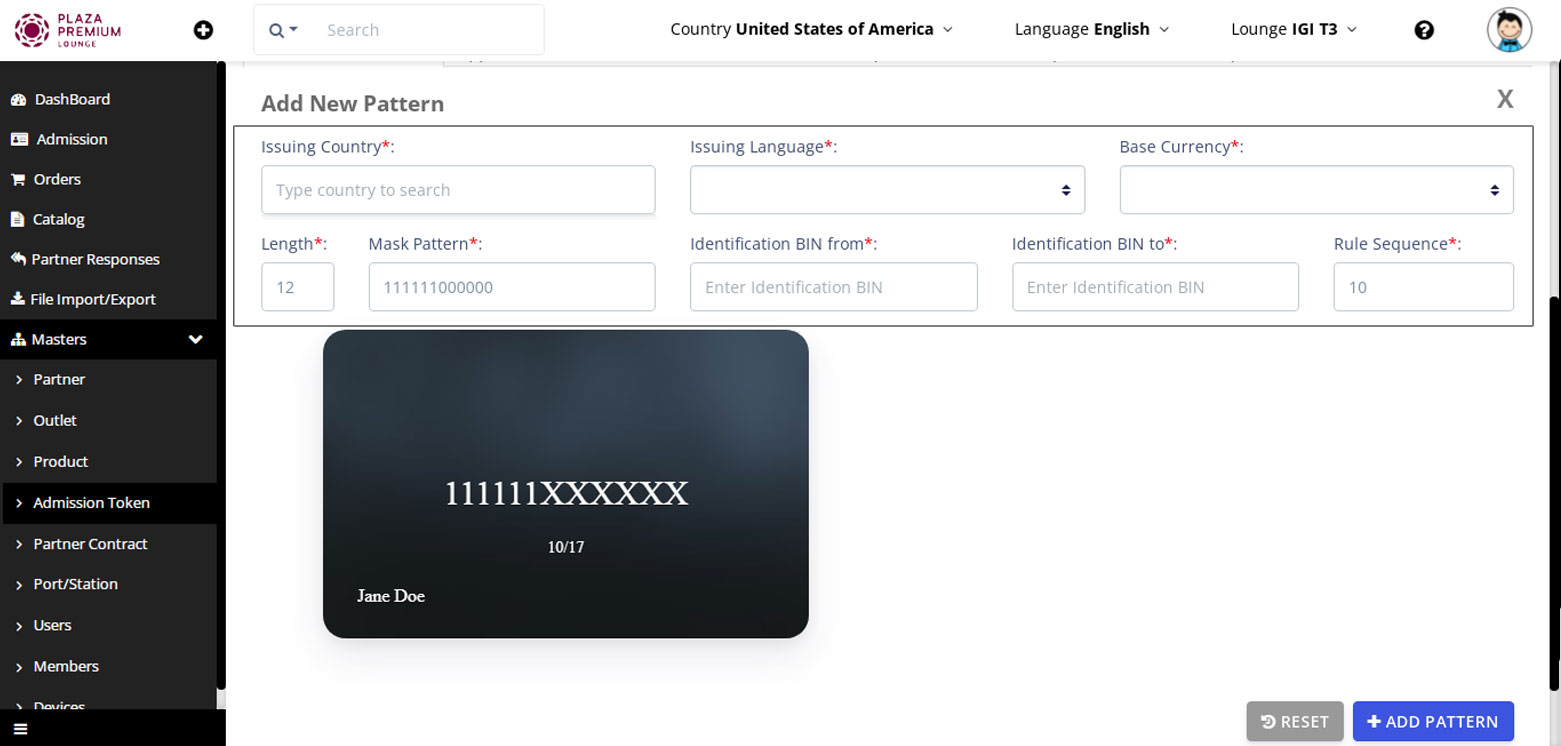 PLAZA
PREMIUM
LOUNGE
Search
Country United States of America
Language English
Lounge IGI T3
DashBoard
Admission
Orders
Catalog
Partner Responses
File Import/Export
Masters
Partner
Outlet
Product
Admission Token
Partner Contract
Port/Station
Users
Members
Devices
Add New Pattern
X
Issuing Country*:
Issuing Language*:
Base Currency*:
Type country to search
Length*:
Mask Pattern*:
Identification BIN from*:
Identification BIN to*:
Rule Sequence*:
12
111111000000
Enter Identification BIN
Enter Identification BIN
10
111111XXXXXX
10/17
Jane Doe
RESET
ADD PATTERN